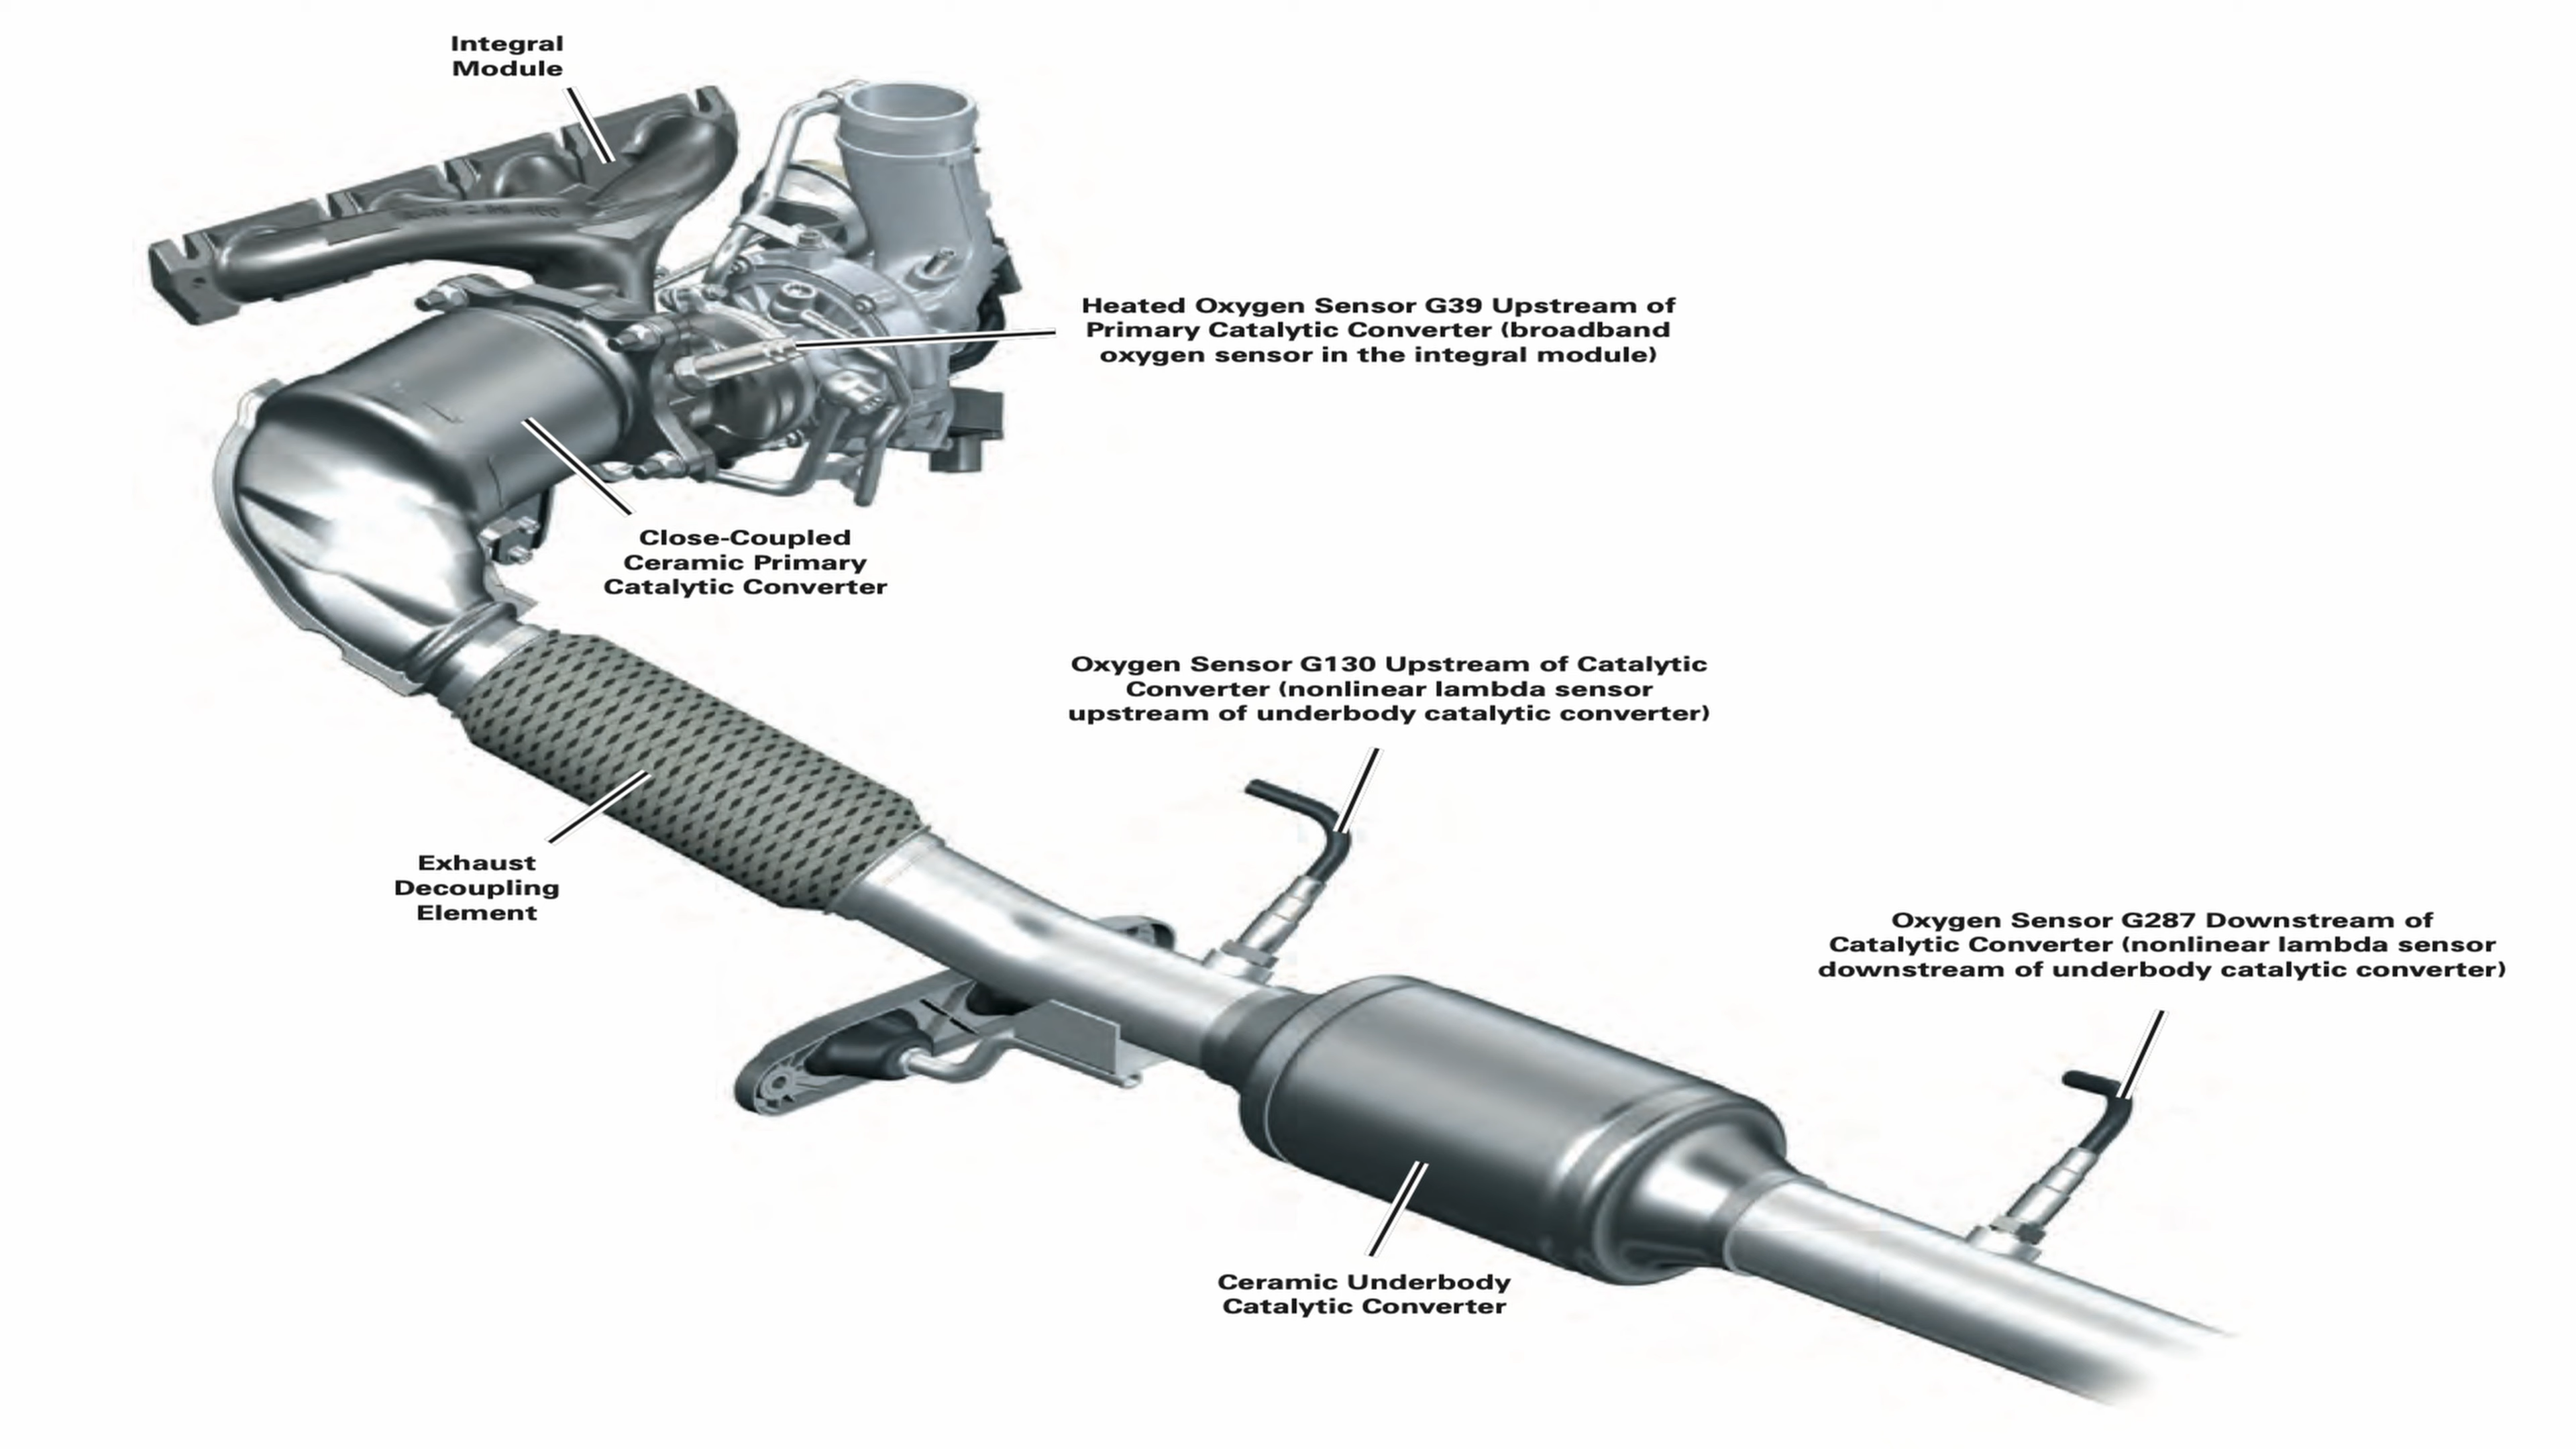 Integral
Module
Heated Oxygen Sensor G39 Upstream of
Primary Catalytic Converter (broadband
oxygen sensor in the integral module)
Close-Coupled
Ceramic Primary
Catalytic Converter
Oxygen Sensor G130 Upstream of Catalytic
Converter (nonlinear lambda sensor
upstream of underbody catalytic converter)
Exhaust
Decoupling
Element
Oxygen Sensor G287 Downstream of
Catalytic Converter (nonlinear lambda sensor
downstream of underbody catalytic converter)
Ceramic Underbody
Catalytic Converter